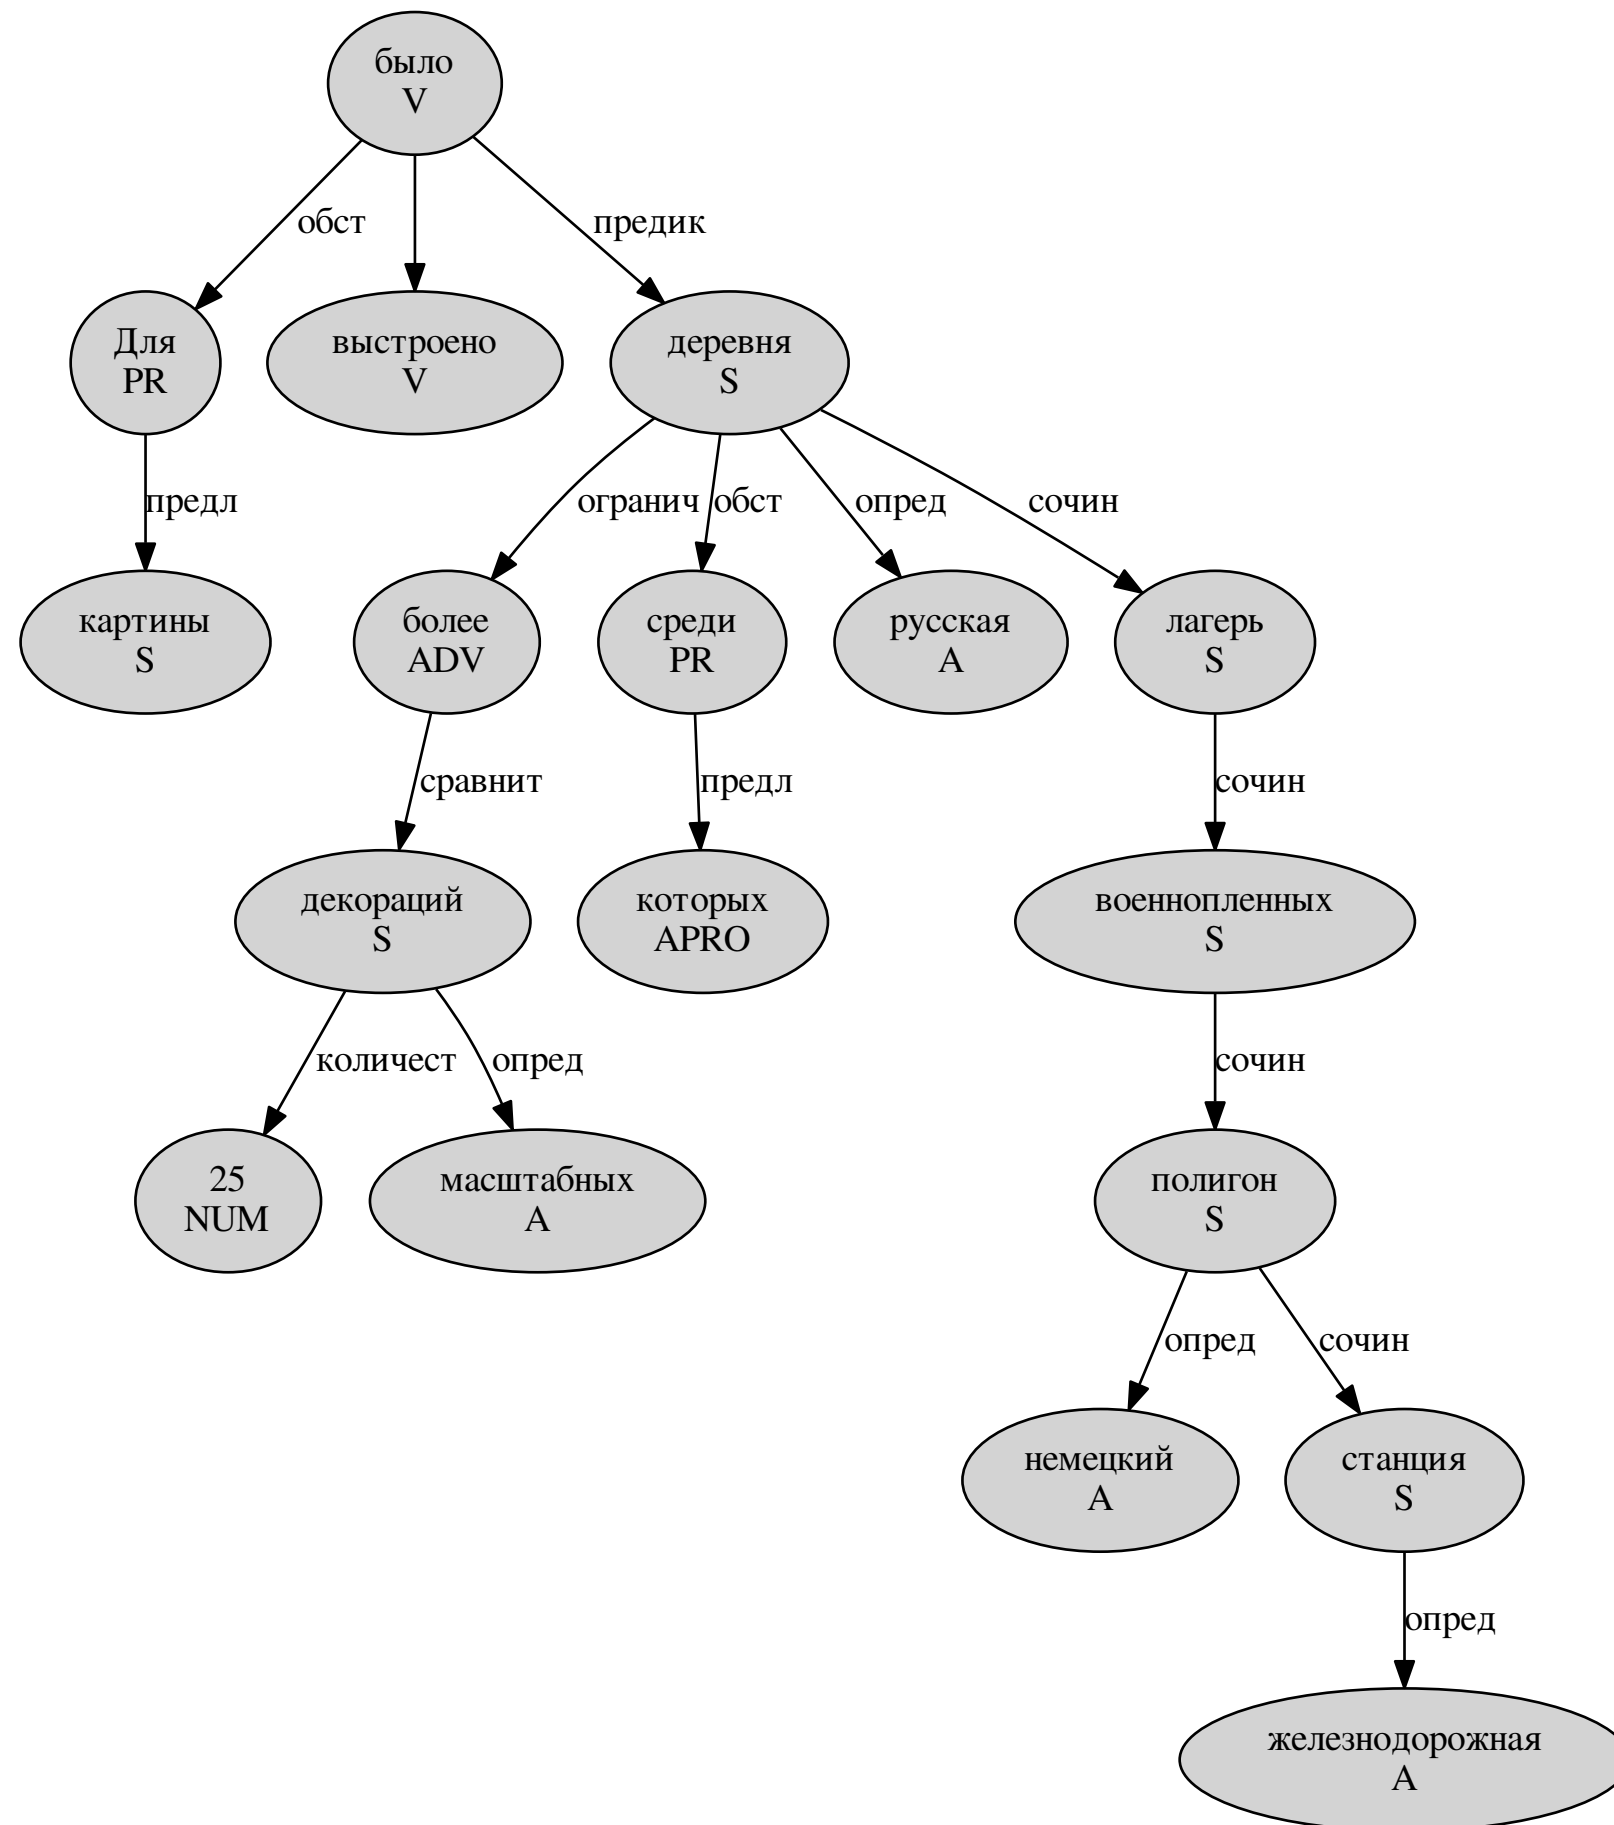 было
V
обст
предик
Для
PR
выстроено
V
деревня
S
предл
огранич
обст
опред
сочин
картины
S
более
ADV
среди
PR
русская
A
лагерь
S
сравнит
предл
сочин
декораций
S
которых
APRO
военнопленных
S
количест
опред
сочин
25
NUM
масштабных
A
полигон
S
опред
сочин
немецкий
A
станция
S
опред
железнодорожная
A